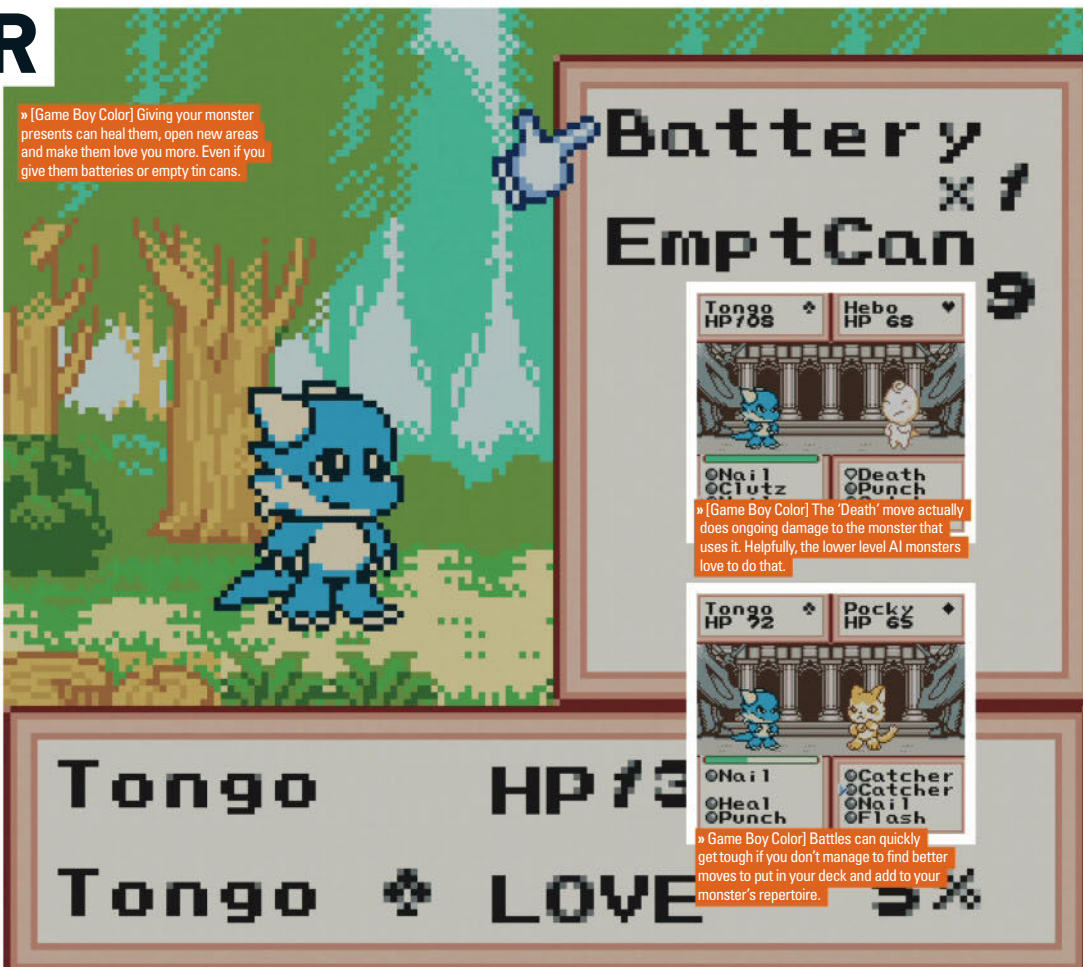 R
» [Game Boy Color] Giving your monster
presents can heal them, open new areas
and make them love you more. Even if you
give them batteries or empty tin cans.
Battery
x 1
EmptCan
9
Tongo ♣
HP108
Hebo ♥
HP 68
Nail
Clutz
♡Death
Punch
» [Game Boy Color] The ‘Death’ move actually
does ongoing damage to the monster that
uses it. Helpfully, the lower level AI monsters
love to do that.
Tongo ♣
HP 72
Pocky ♦
HP 65
Nail
Heal
Punch
Catcher
Catcher
Nail
Flash
» Game Boy Color] Battles can quickly
get tough if you don’t manage to find better
moves to put in your deck and add to your
monster’s repertoire.
Tongo HP 13
Tongo ♣ LOVE %